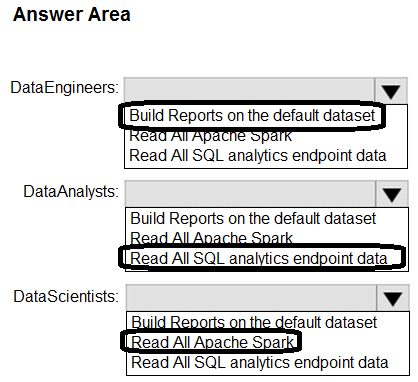 Answer Area
DataEngineers:
Build Reports on the default dataset
Read All Apache Spark
Read All SQL analytics endpoint data
DataAnalysts:
Build Reports on the default dataset
Read All Apache Spark
Read All SQL analytics endpoint data
DataScientists:
Build Reports on the default dataset
Read All Apache Spark
Read All SQL analytics endpoint data